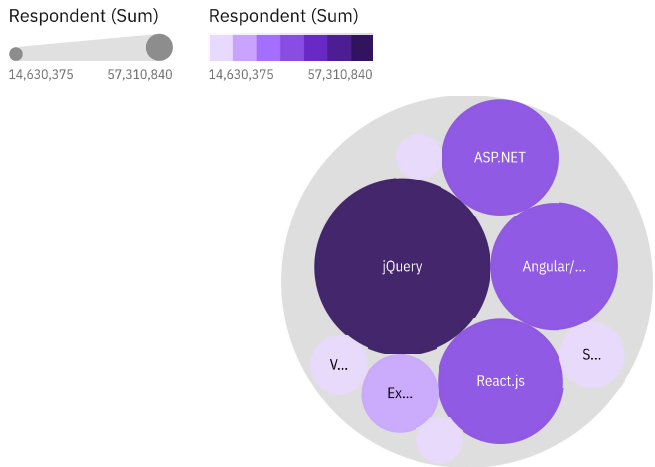 Respondent (Sum)
14,630,375 57,310,840
Respondent (Sum)
14,630,375 57,310,840
ASP.NET
jQuery
Angular/...
V...
Ex...
React.js
S...